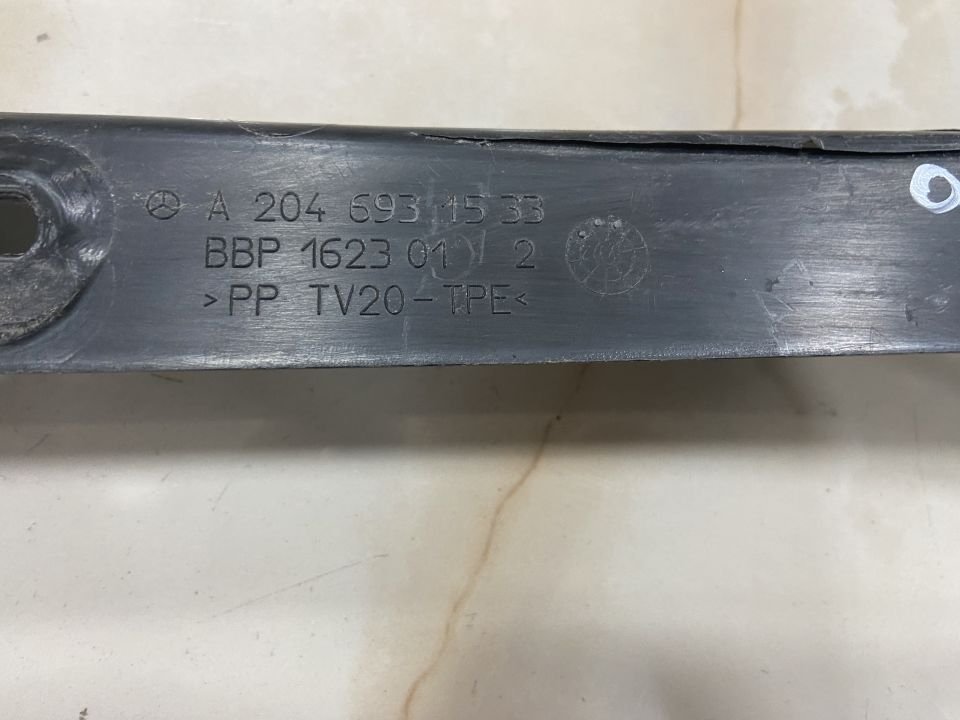 A 204 693 15 33
BBP 1623 01 2
>PP TV20-TPE<